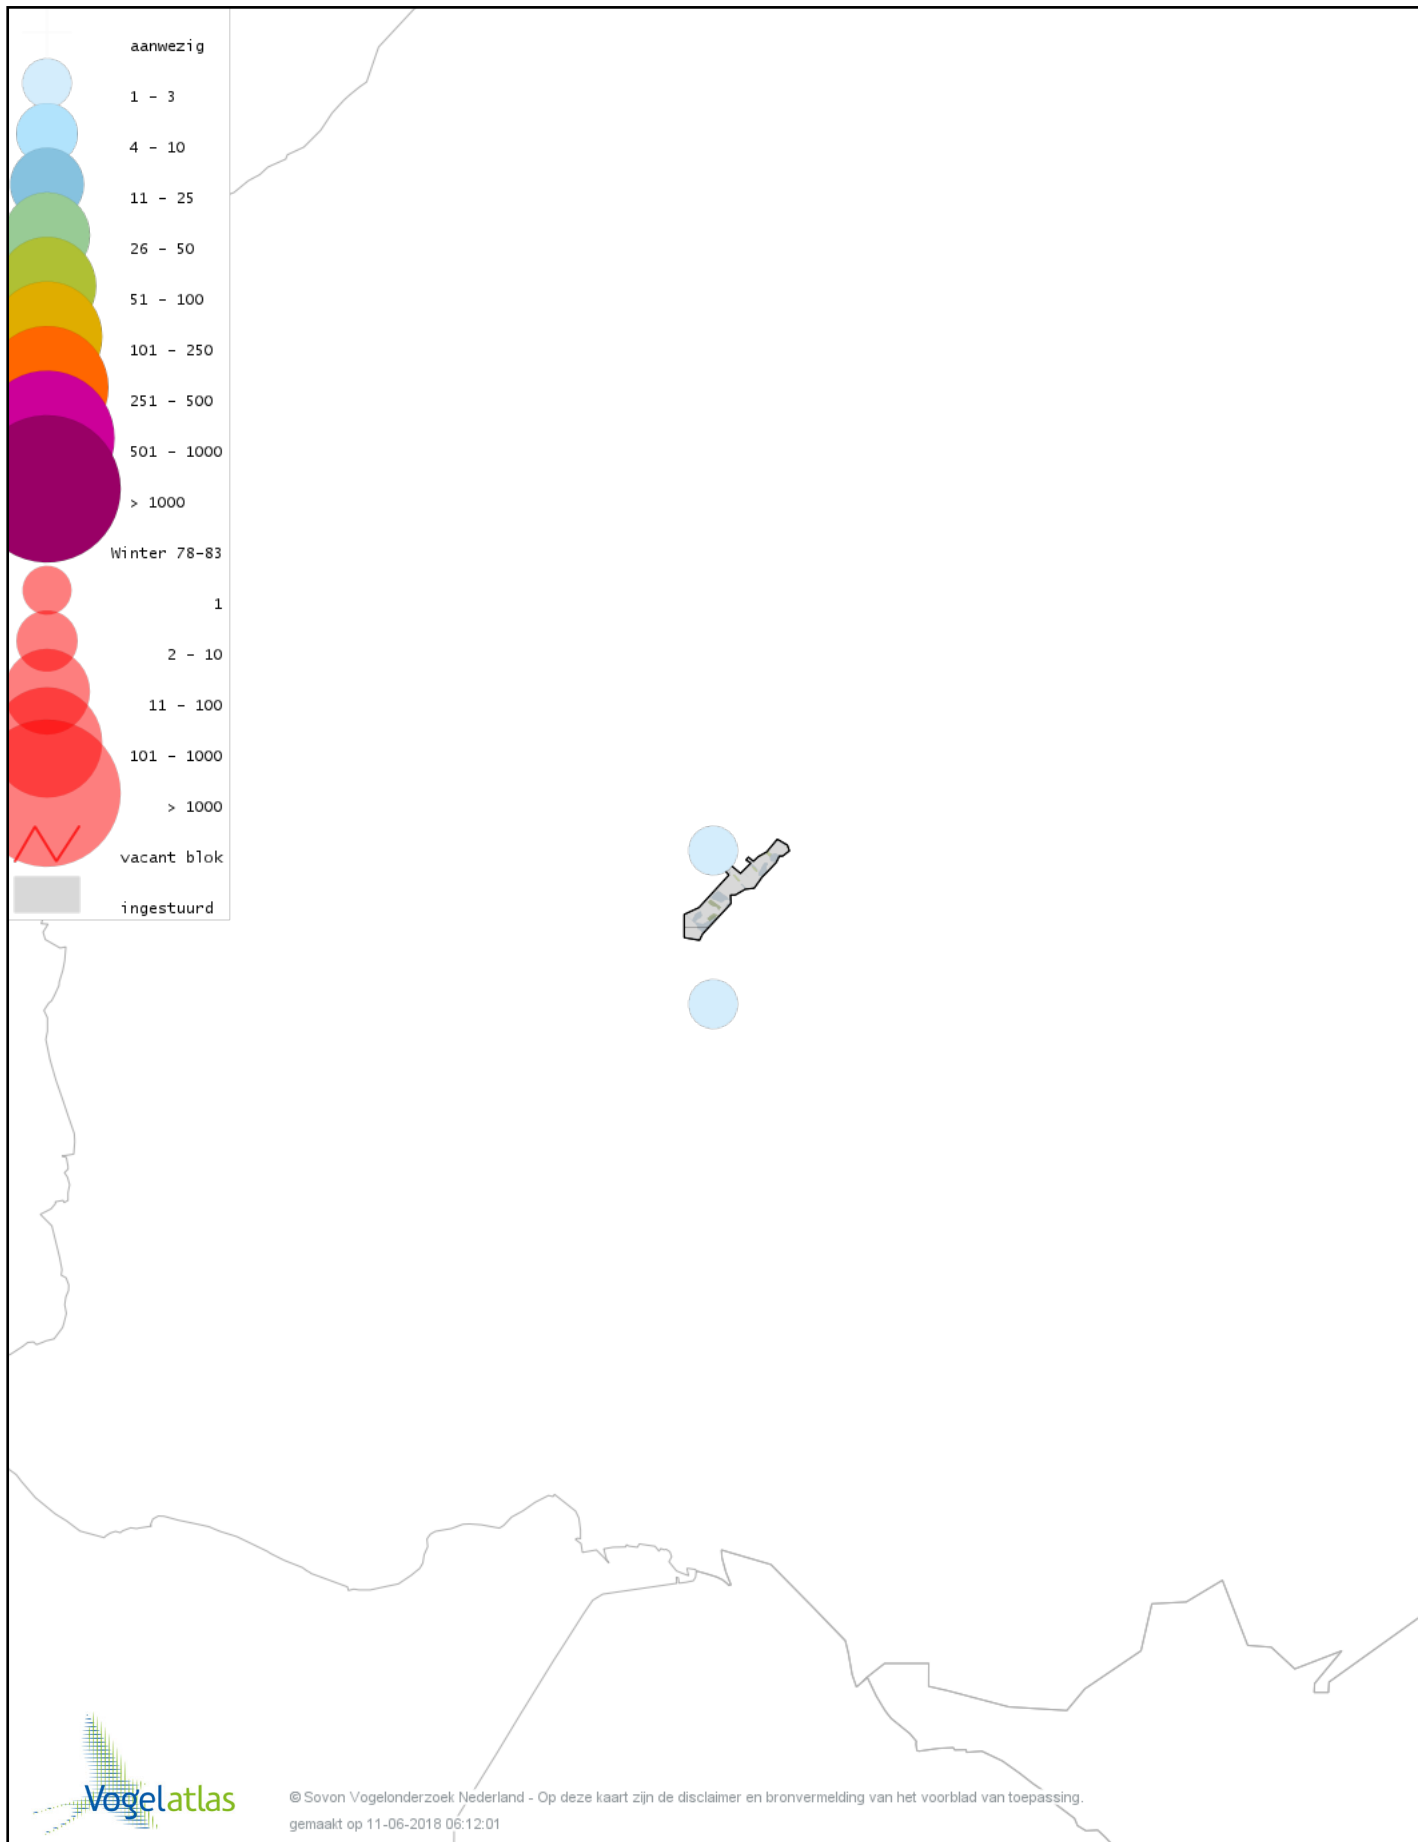 aanwezig
1 - 3
4 - 10
11 - 25
26 - 50
51 - 100
101 - 250
251 - 500
501 - 1000
> 1000
Winter 78-83
1
2 - 10
11 - 100
101 - 1000
> 1000
vacant blok
ingestuurd
Vogelatlas
© Sovon Vogelonderzoek Nederland - Op deze kaart zijn de disclaimer en bronvermelding van het voorblad van toepassing.
gemaakt op 11-06-2018 06:12:01